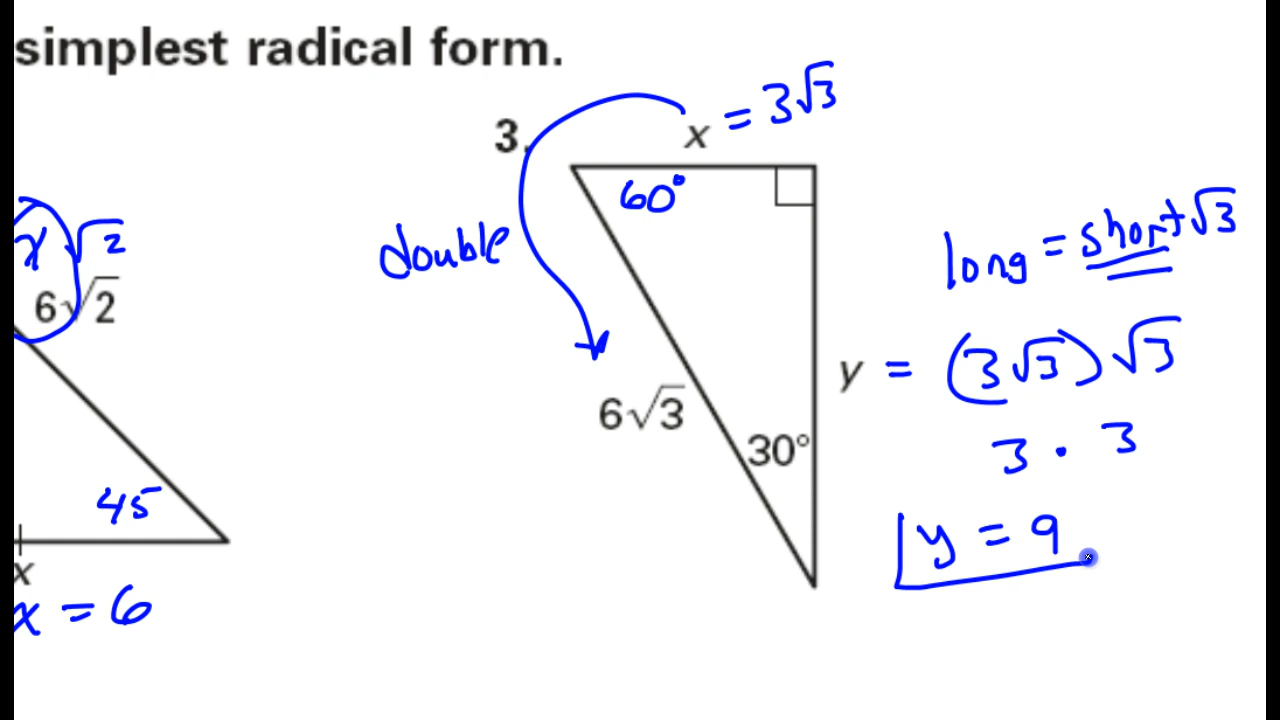 simplest radical form.
3.
x = 3√3
60°
double
x√2
6√2
long = short√3
y = (3√3)√3
6√3
30°
3 · 3
45
y = 9
x
x = 6